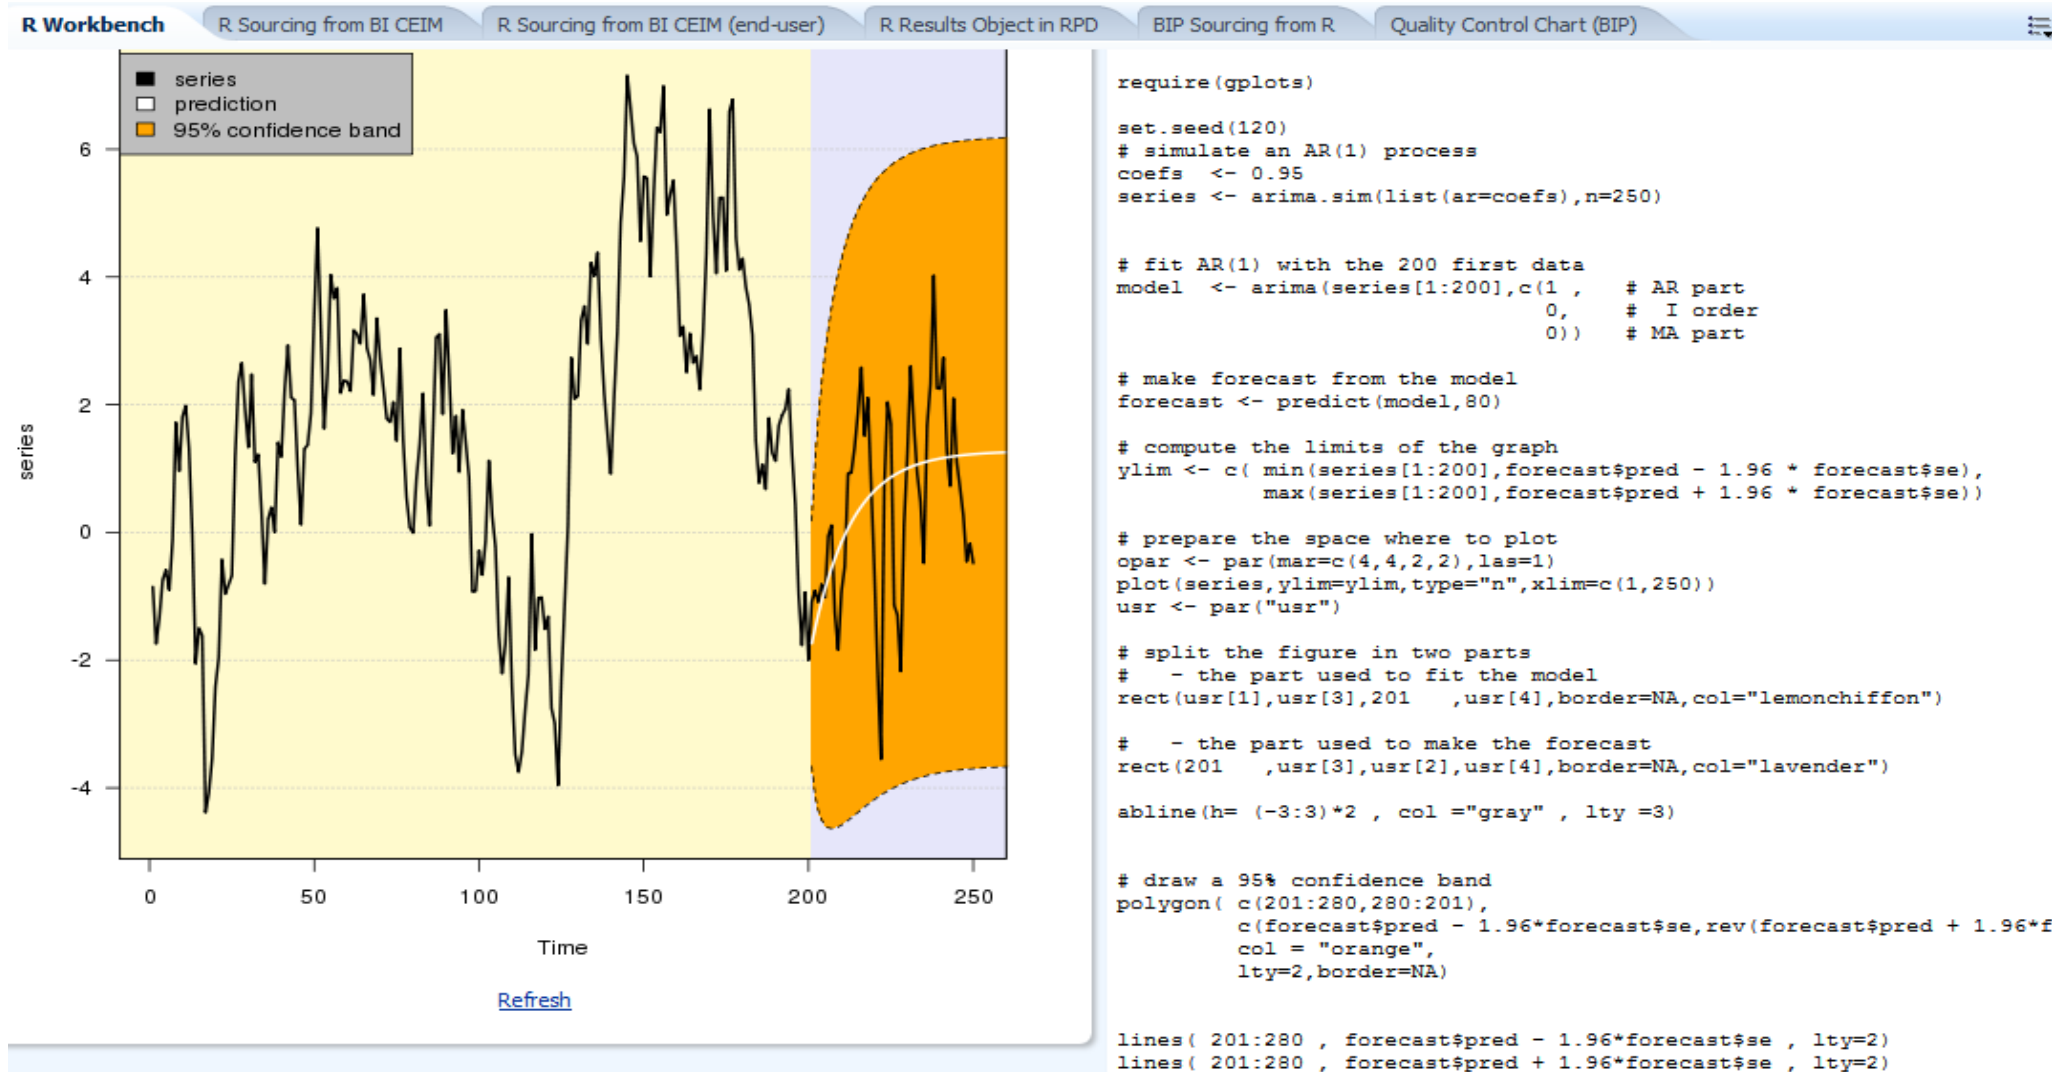 R Workbench
R Sourcing from BI CEIM
R Sourcing from BI CEIM (end-user)
R Results Object in RPD
BIP Sourcing from R
Quality Control Chart (BIP)
series
prediction
95% confidence band
6
4
2
0
-2
-4
series
0 50 100 150 200 250
Time
Refresh
require(gplots)
set.seed(120)
# simulate an AR(1) process
coefs <- 0.95
series <- arima.sim(list(ar=coefs),n=250)
# fit AR(1) with the 200 first data
model <- arima(series[1:200],c(1 , # AR part
0, # I order
0)) # MA part
# make forecast from the model
forecast <- predict(model,80)
# compute the limits of the graph
ylim <- c( min(series[1:200],forecast$pred - 1.96 * forecast$se),
max(series[1:200],forecast$pred + 1.96 * forecast$se))
# prepare the space where to plot
opar <- par(mar=c(4,4,2,2),las=1)
plot(series,ylim=ylim,type="n",xlim=c(1,250))
usr <- par("usr")
# split the figure in two parts
# - the part used to fit the model
rect(usr[1],usr[3],201 ,usr[4],border=NA,col="lemonchiffon")
# - the part used to make the forecast
rect(201 ,usr[3],usr[2],usr[4],border=NA,col="lavender")
abline(h= (-3:3)*2 , col ="gray" , lty =3)
# draw a 95% confidence band
polygon( c(201:280,280:201),
c(forecast$pred - 1.96*forecast$se,rev(forecast$pred + 1.96*f
col = "orange",
lty=2,border=NA)
lines( 201:280 , forecast$pred - 1.96*forecast$se , lty=2)
lines( 201:280 , forecast$pred + 1.96*forecast$se , lty=2)